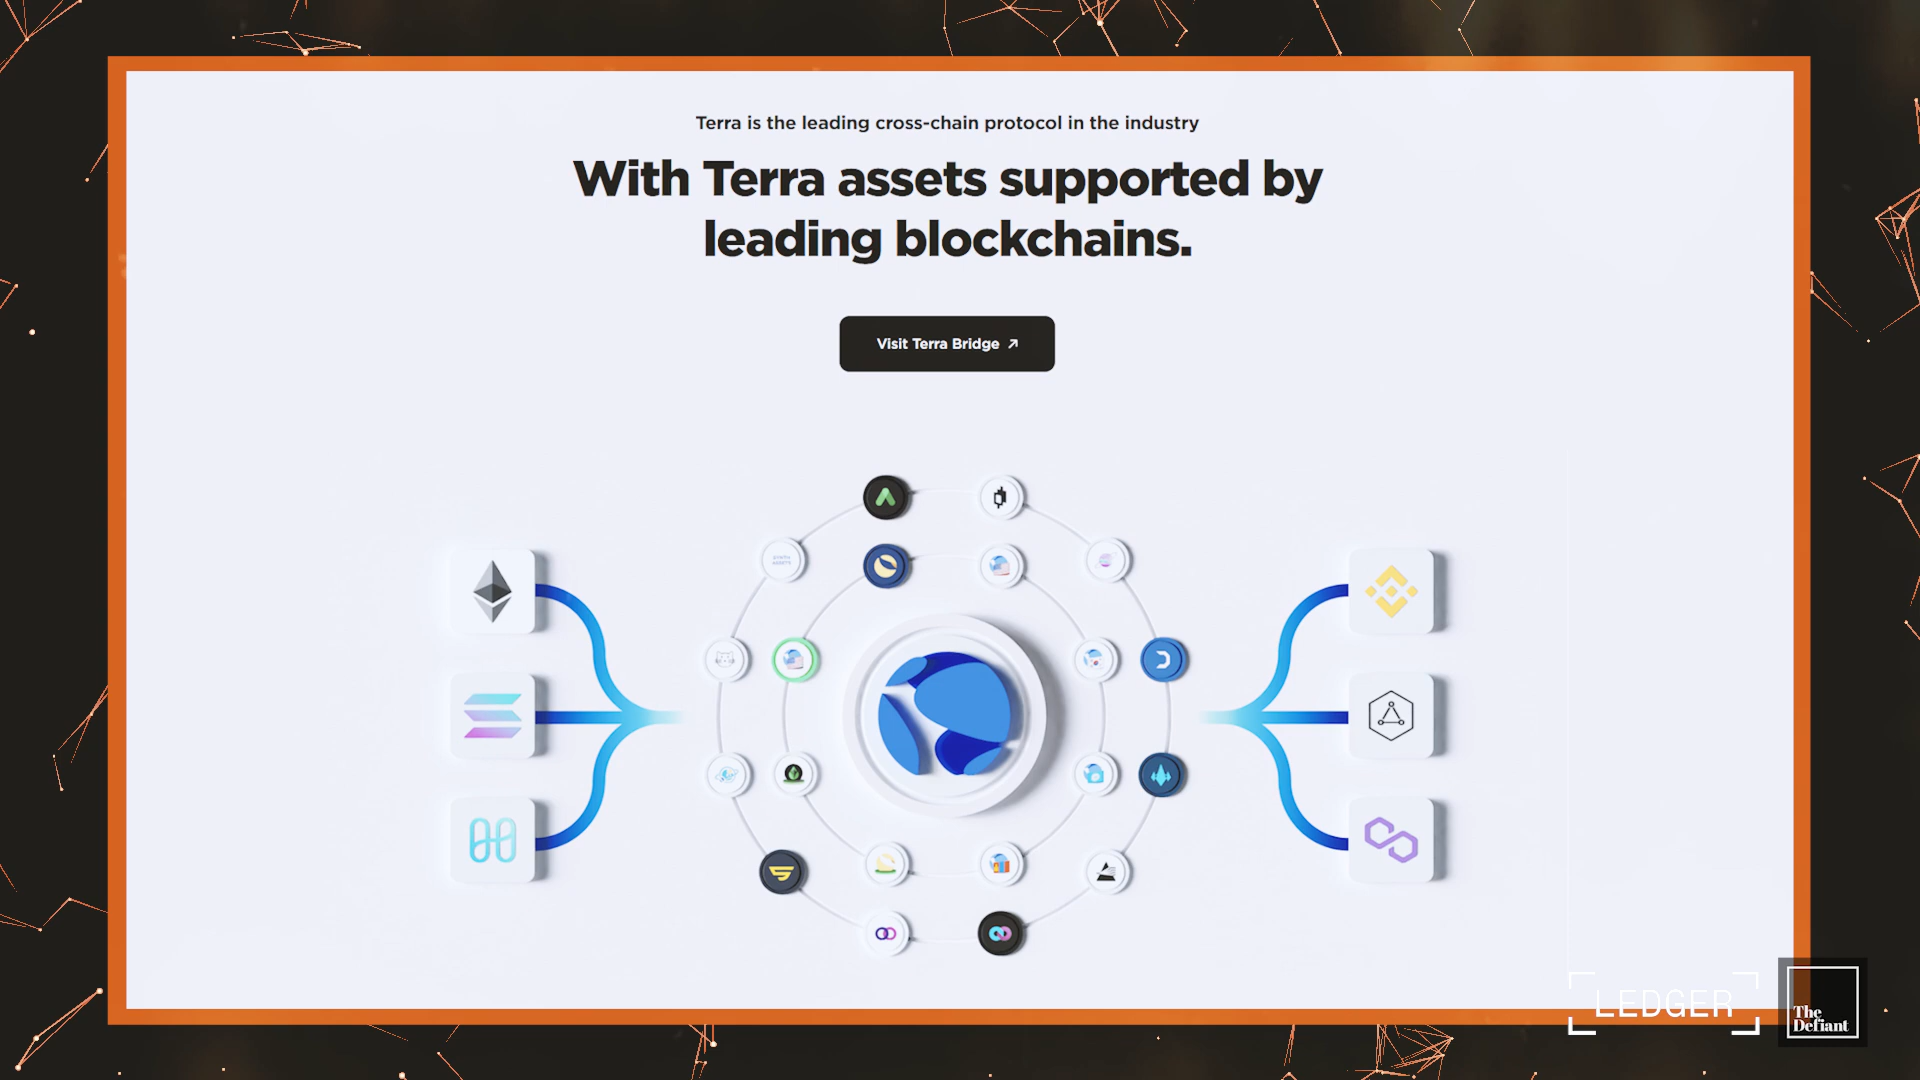 Terra is the leading cross-chain protocol in the industry
With Terra assets supported by
leading blockchains.
Visit Terra Bridge
LEDGER
The
Defiant